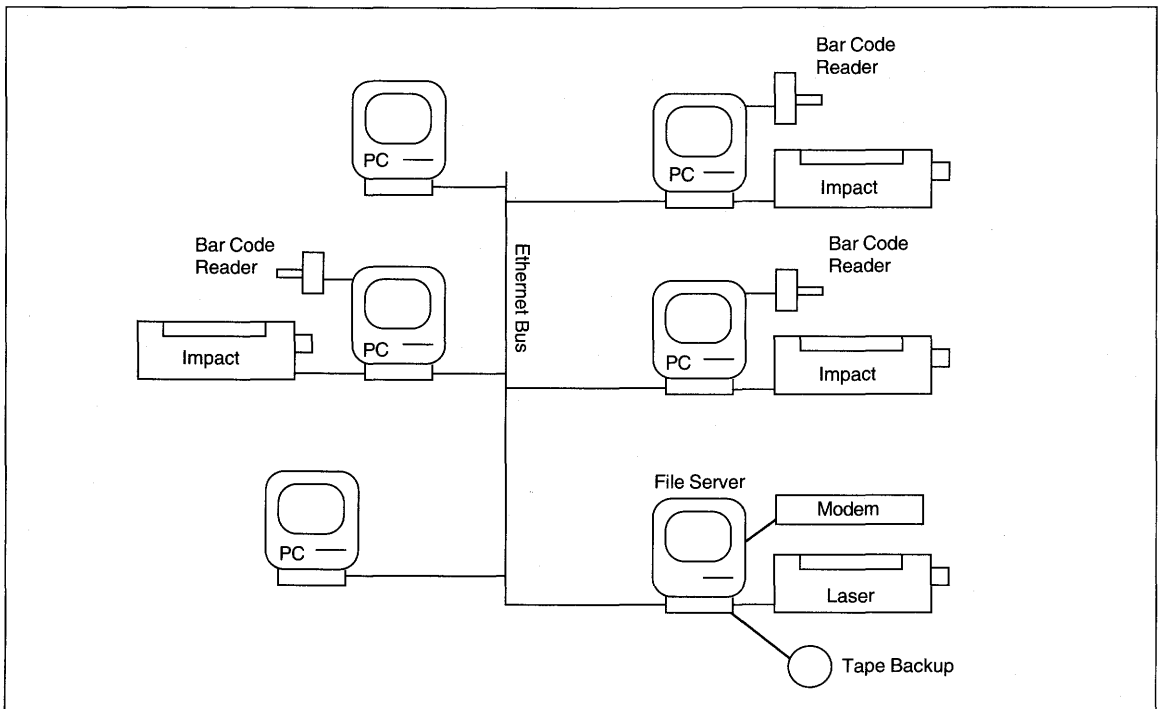 Bar Code
Reader
PC
PC
Impact
Bar Code
Reader
Ethernet Bus
Bar Code
Reader
PC
Impact
PC
Impact
File Server
PC
Modem
Laser
Tape Backup